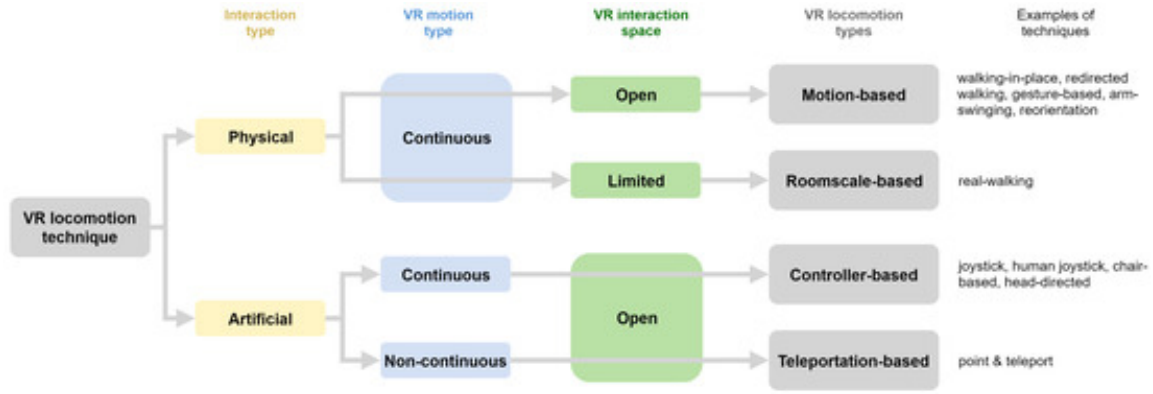 Interaction
type
VR motion
type
VR interaction
space
VR locomotion
types
Examples of
techniques
VR locomotion
technique
Physical
Continuous
Open
Motion-based
walking-in-place, redirected
walking, gesture-based, arm-
swinging, reorientation
Limited
Roomscale-based
real-walking
Artificial
Continuous
Open
Controller-based
joystick, human joystick, chair-
based, head-directed
Non-continuous
Teleportation-based
point & teleport